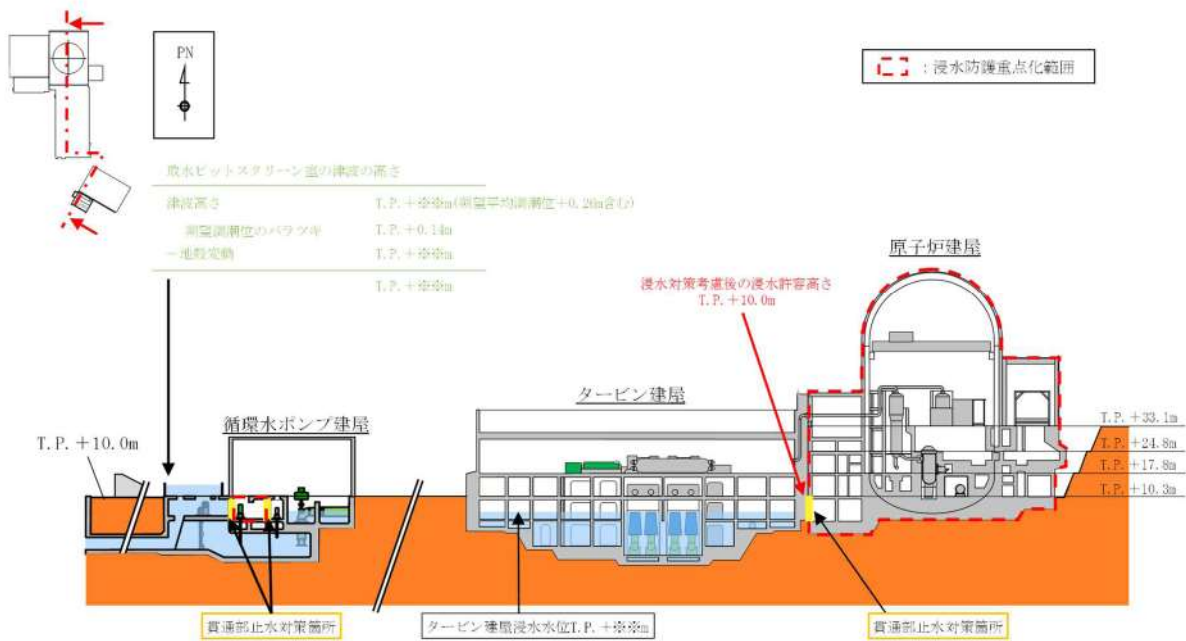 PN
：浸水防護重点化範囲
取水ピットスクリーン室の津波の高さ
津波高さ T.P.＋※※m(朔望平均満潮位＋0.26m含む)
朔望満潮位のバラツキ T.P.＋0.14m
－地殻変動 T.P.＋※※m
T.P.＋※※m
原子炉建屋
浸水対策考慮後の浸水許容高さ
T.P.＋10.0m
タービン建屋
循環水ポンプ建屋
T.P.＋10.0m
T.P.＋33.1m
T.P.＋24.8m
T.P.＋17.8m
T.P.＋10.3m
貫通部止水対策箇所
タービン建屋浸水水位T.P.＋※※m
貫通部止水対策箇所